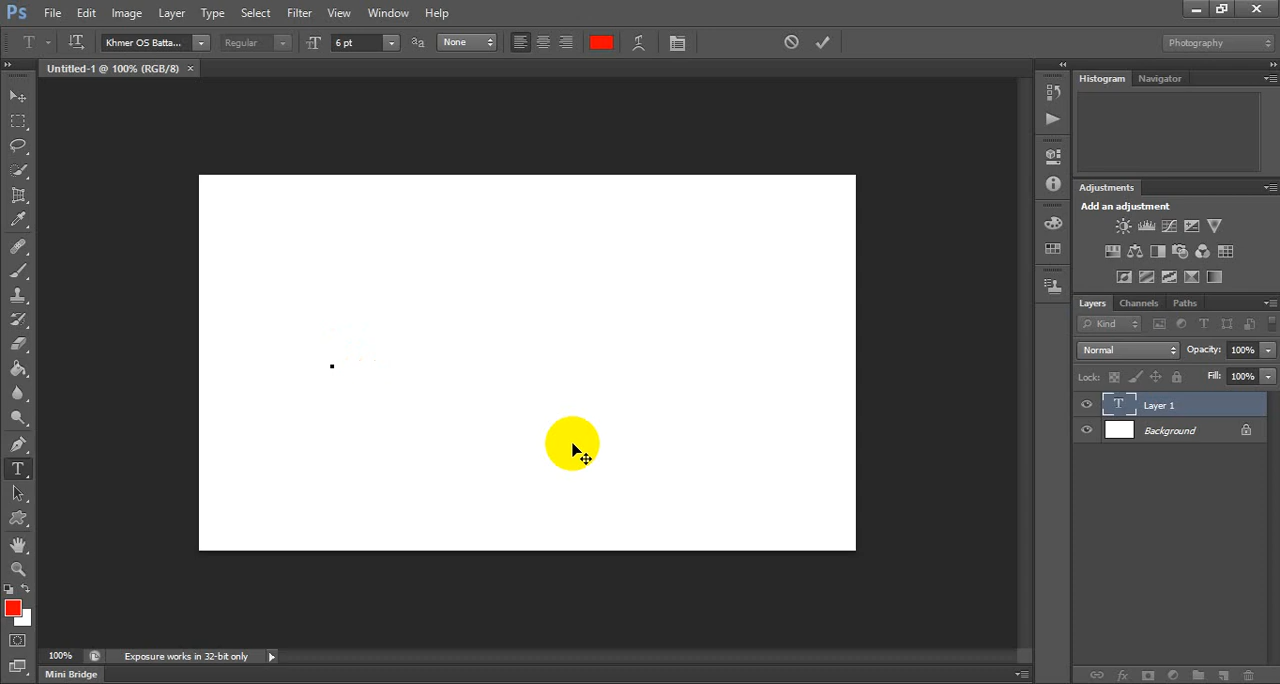 Ps File Edit Image Layer Type Select Filter View Window Help
T Khmer OS Batta... Regular 6 pt aa None Photography
Untitled-1 @ 100% (RGB/8) ×
Histogram Navigator
Adjustments
Add an adjustment
Layers Channels Paths
Kind T
Normal Opacity: 100%
Lock: Fill: 100%
T Layer 1
Background
T
100% Exposure works in 32-bit only
fx
Mini Bridge